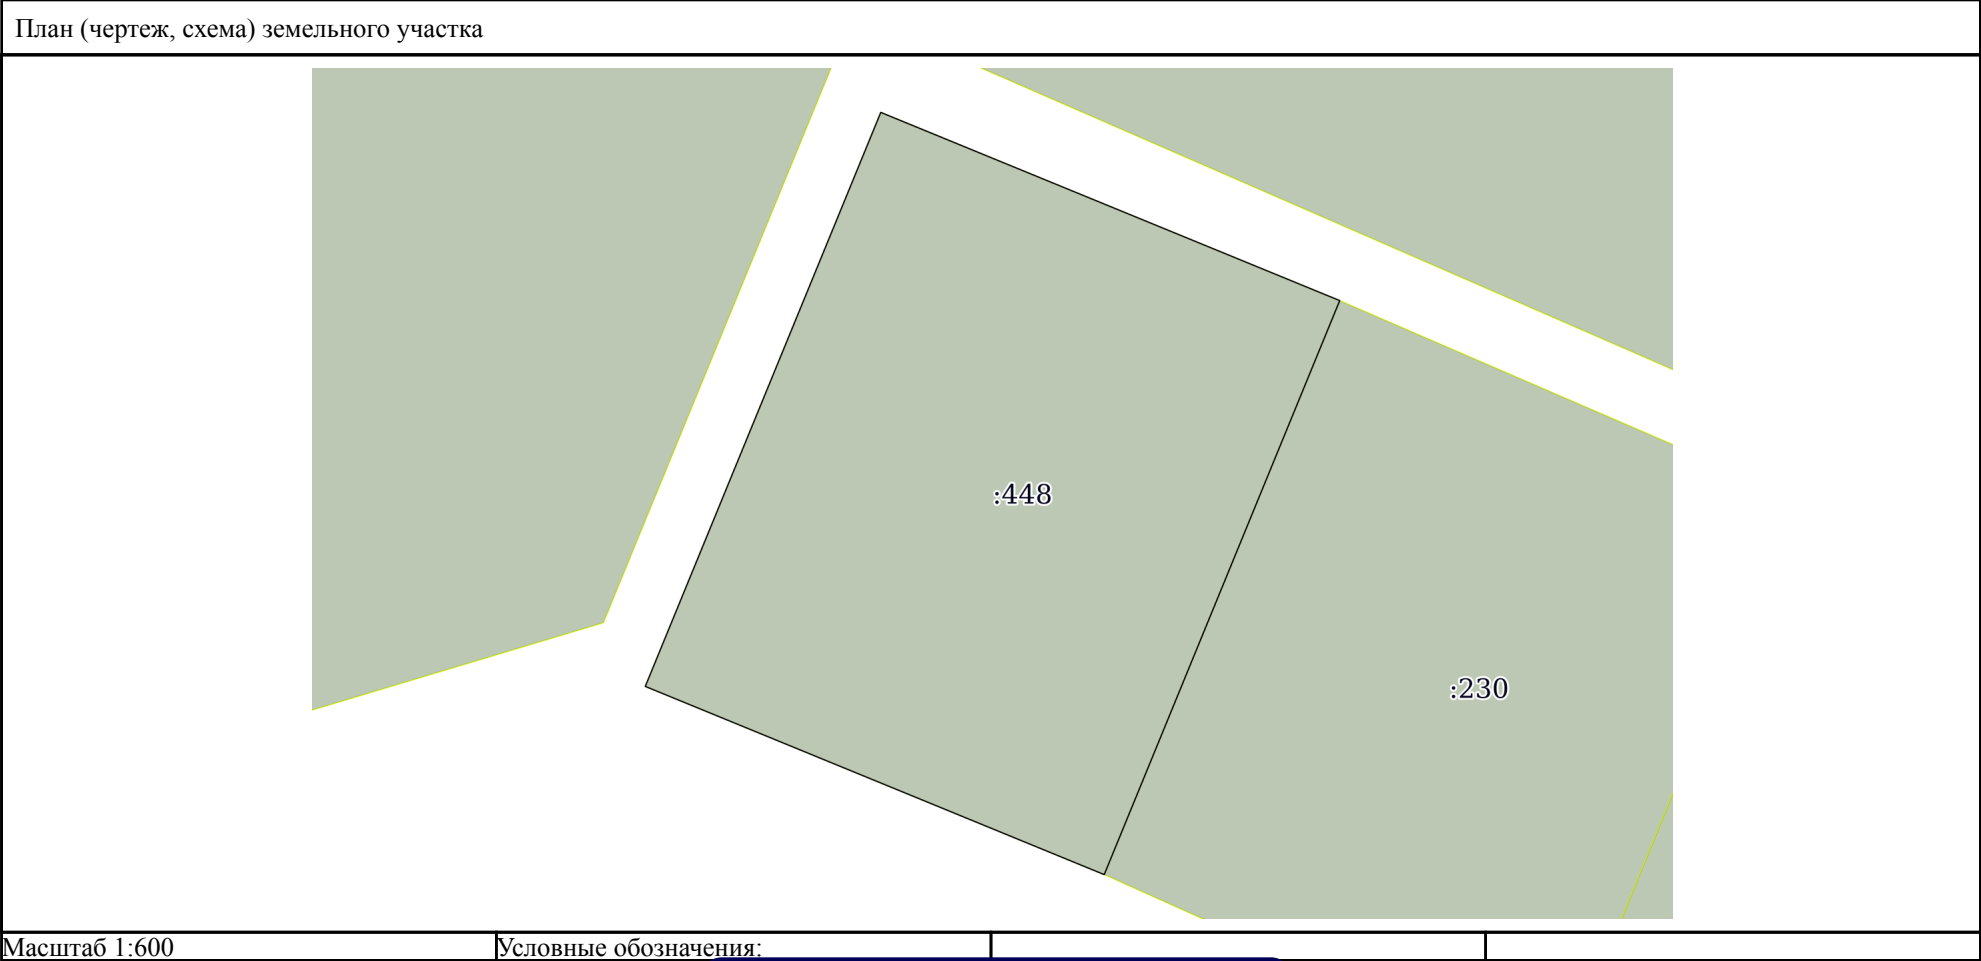 План (чертеж, схема) земельного участка
:448
:230
Масштаб 1:600
Условные обозначения: